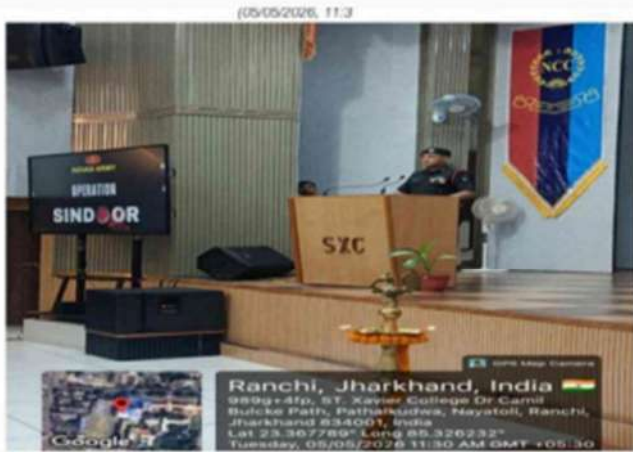 (05/05/2026, 11:3
NCC
INDIAN ARMY
OPERATION
SINDOOR
SXC
GPS Map Camera
Ranchi, Jharkhand, India
989g+4fp, ST. Xavier College Dr Camil
Bulcke Path, Pathalkudwa, Nayatoli, Ranchi,
Jharkhand 834001, India
Lat 23.367789° Long 85.326232°
Tuesday, 05/05/2026 11:30 AM GMT +05:30
Google